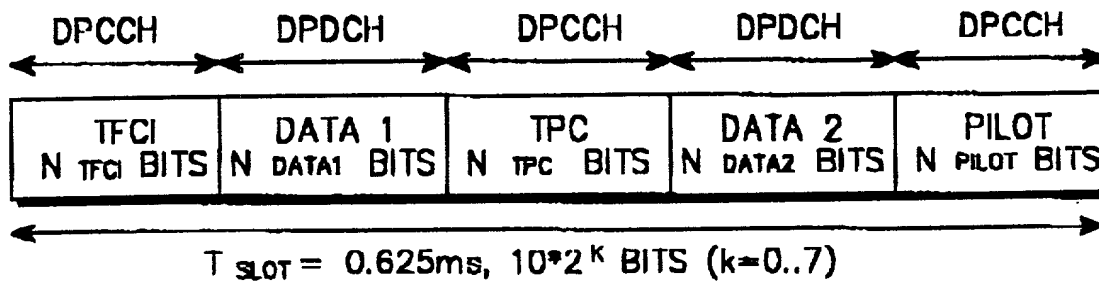 DPCCH DPDCH DPCCH DPDCH DPCCH
TFCI DATA 1 TPC DATA 2 PILOT
N TFCI BITS N DATA1 BITS N TPC BITS N DATA2 BITS N PILOT BITS
T SLOT = 0.625ms, 10*2 K BITS (k=0..7)